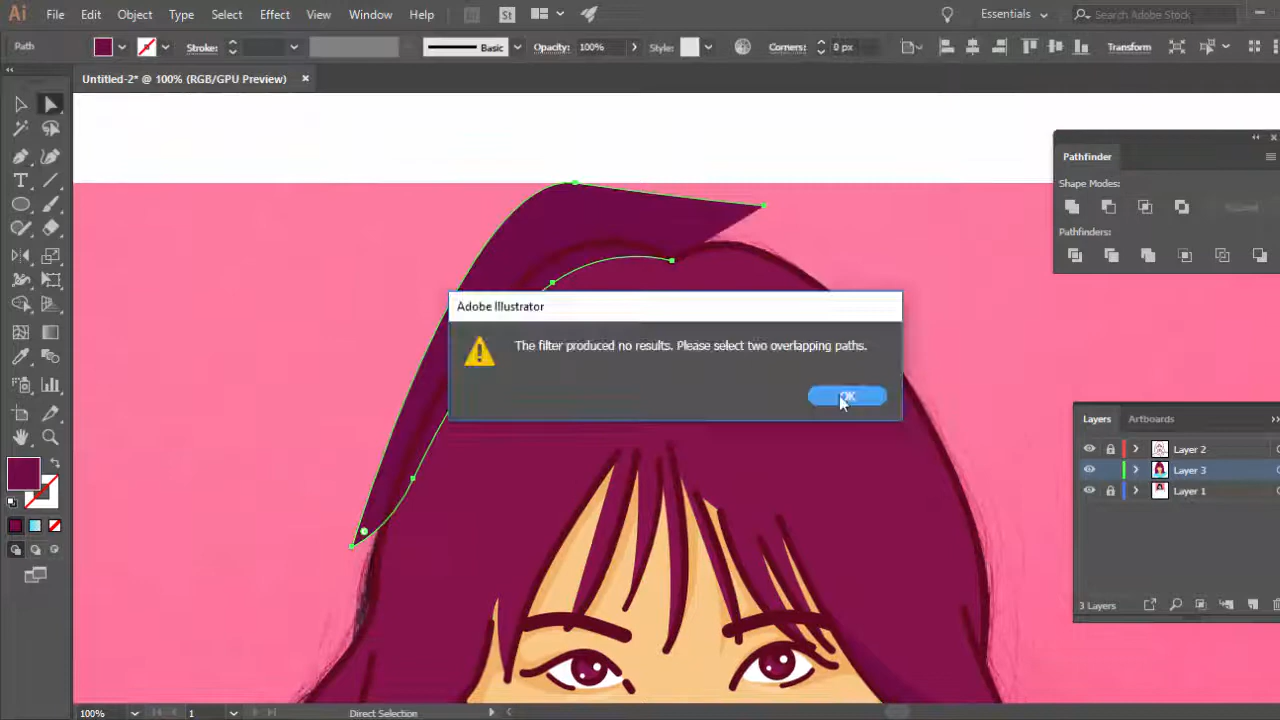 Ai File Edit Object Type Select Effect View Window Help St Essentials Search Adobe Stock
Path Stroke: Basic Opacity: 100% Style: Corners: 0 px Transform
Untitled-2* @ 100% (RGB/GPU Preview)
Pathfinder
Shape Modes:
Pathfinders:
Adobe Illustrator
The filter produced no results. Please select two overlapping paths.
OK
Layers Artboards
Layer 2
Layer 3
Layer 1
3 Layers
100% 1 Direct Selection